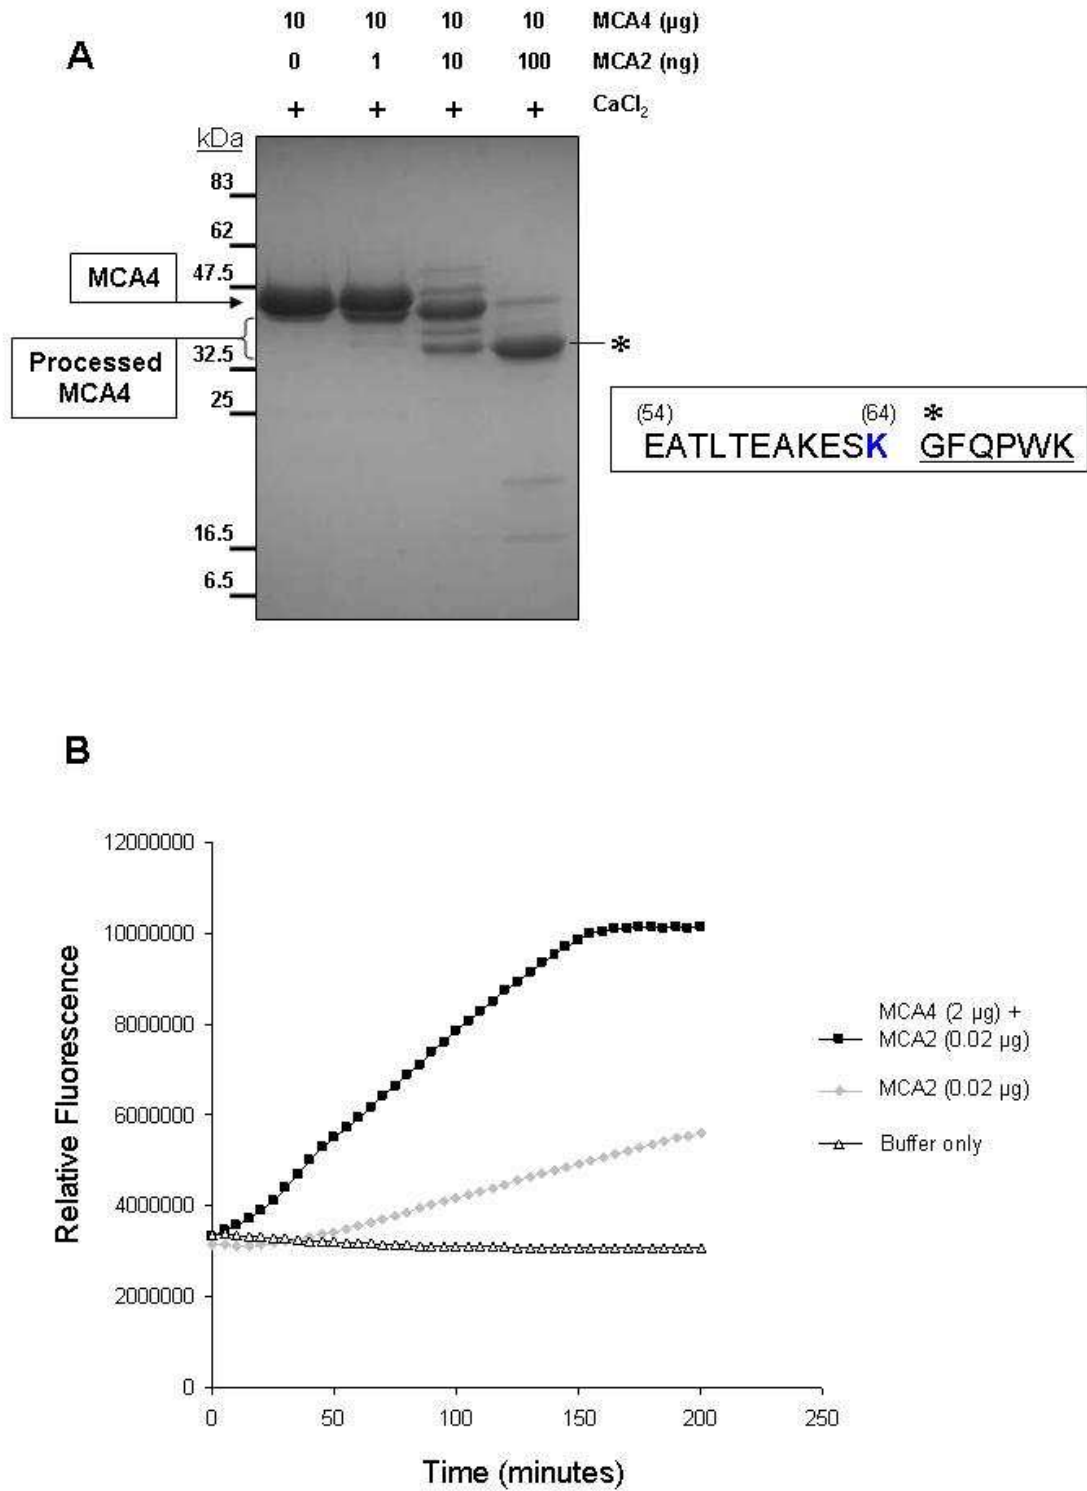 10 10 10 10 MCA4 (µg)
A
0 1 10 100 MCA2 (ng)
+ + + + CaCl₂
kDa
83
62
47.5
MCA4
32.5
Processed
MCA4
25
*
(54) (64) *
EATLTEAKESK GFQPWK
16.5
6.5
B
12000000
10000000
8000000
6000000
4000000
2000000
0
Relative Fluorescence
0 50 100 150 200 250
Time (minutes)
MCA4 (2 µg) +
MCA2 (0.02 µg)
MCA2 (0.02 µg)
Buffer only